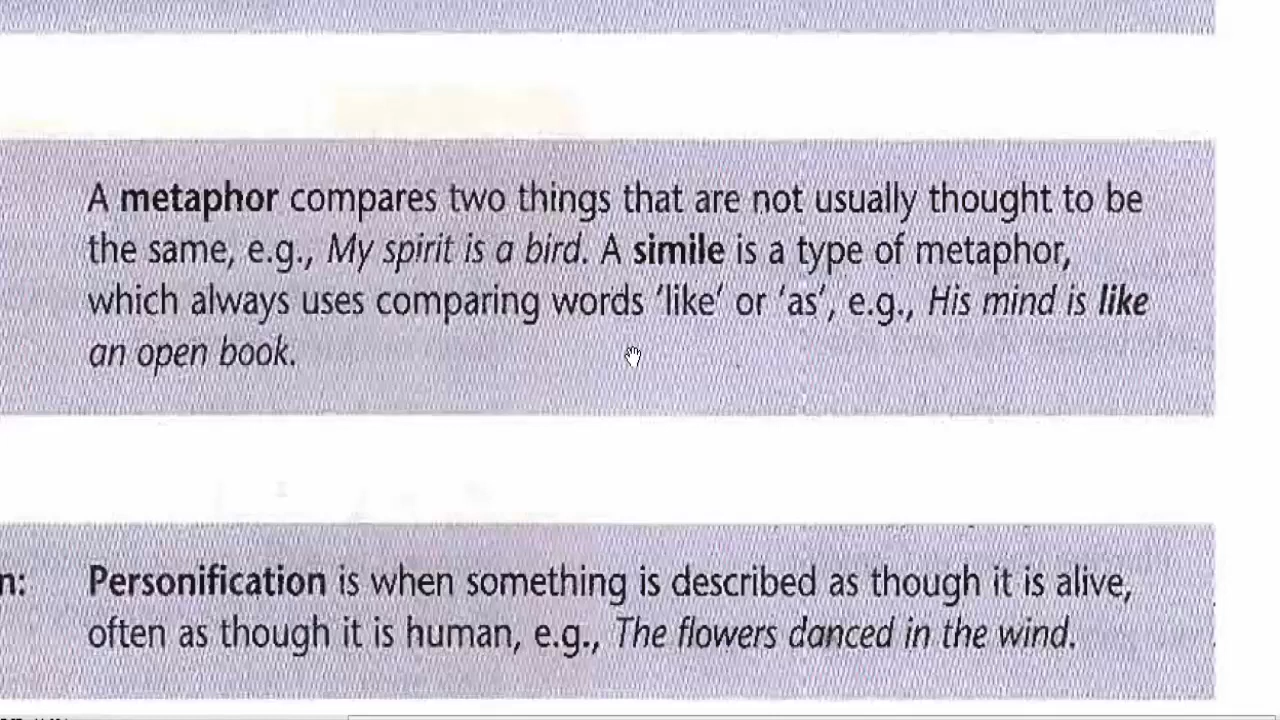 A metaphor compares two things that are not usually thought to be
the same, e.g., My spirit is a bird. A simile is a type of metaphor,
which always uses comparing words ‘like’ or ‘as’, e.g., His mind is like
an open book.
n: Personification is when something is described as though it is alive,
often as though it is human, e.g., The flowers danced in the wind.